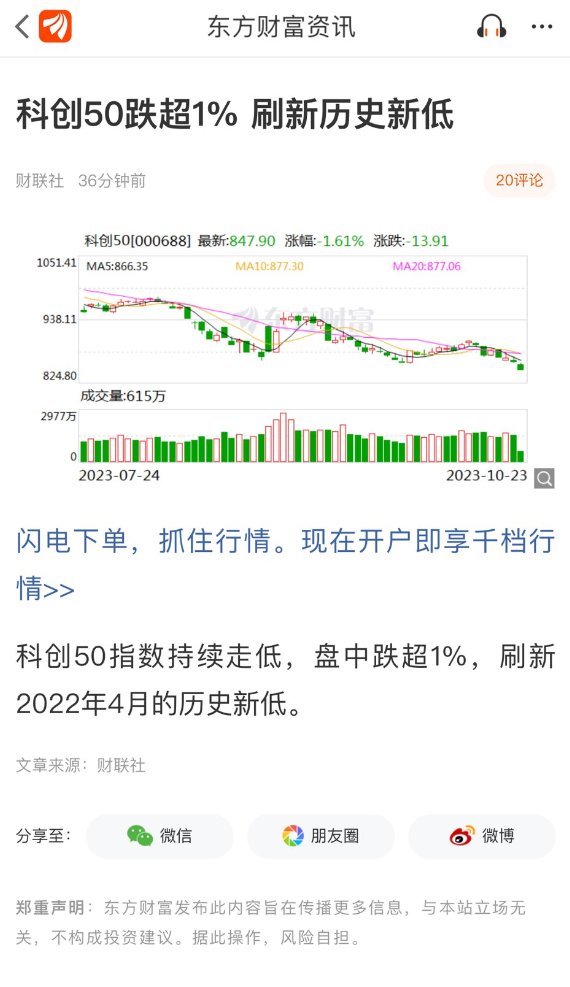 东方财富资讯
科创50跌超1% 刷新历史新低
财联社 36分钟前
20评论
科创50[000688] 最新:847.90 涨幅:-1.61% 涨跌:-13.91
1051.41
MA5:866.35 MA10:877.30 MA20:877.06
938.11
东方财富
824.80
成交量:615万
2977万
0
2023-07-24 2023-10-23
闪电下单，抓住行情。现在开户即享千档行
情>>
科创50指数持续走低，盘中跌超1%，刷新
2022年4月的历史新低。
文章来源：财联社
分享至： 微信 朋友圈 微博
郑重声明：东方财富发布此内容旨在传播更多信息，与本站立场无
关，不构成投资建议。据此操作，风险自担。